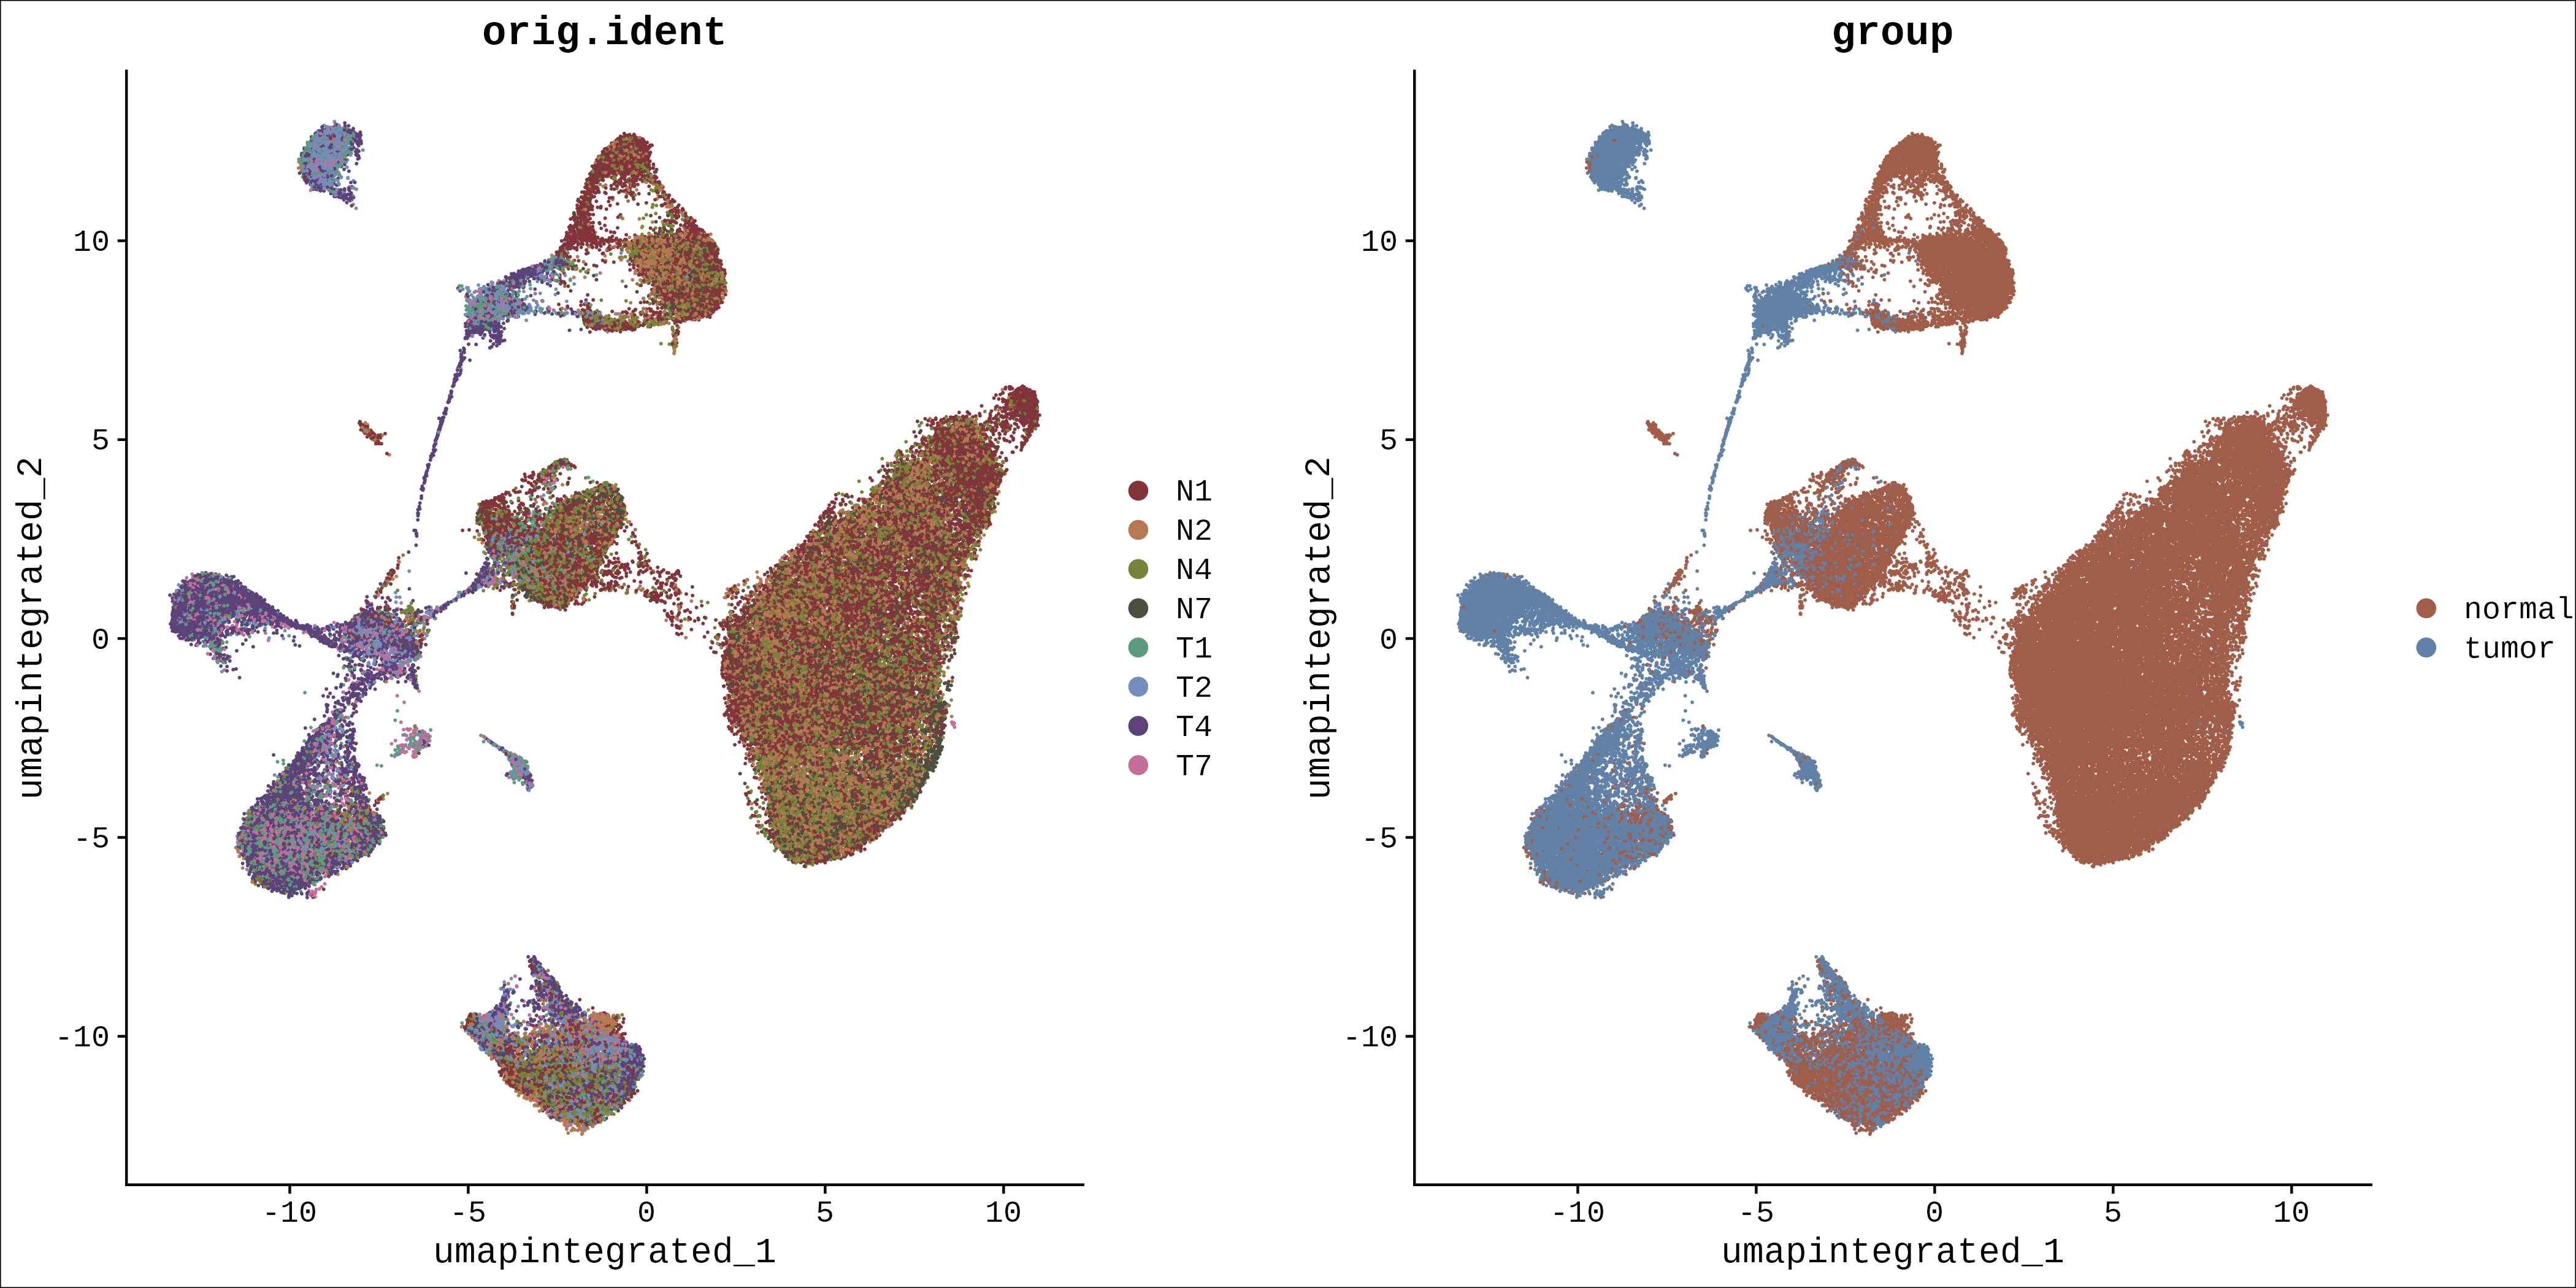 orig.ident
umapintegrated_2
10
5
0
-5
-10
-10
-5
0
5
10
umapintegrated_1
N1
N2
N4
N7
T1
T2
T4
T7
group
umapintegrated_2
10
5
0
-5
-10
-10
-5
0
5
10
umapintegrated_1
normal
tumor